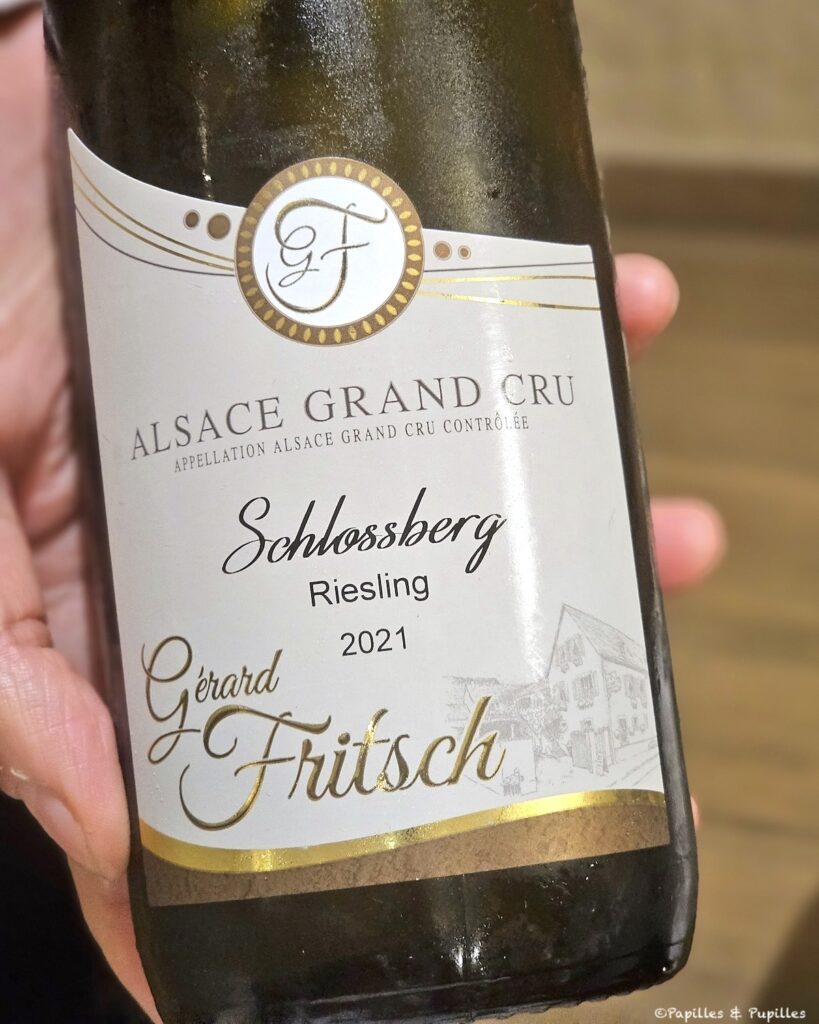 GF
ALSACE GRAND CRU
APPELLATION ALSACE GRAND CRU CONTRÔLÉE
Schlossberg
Riesling
2021
Gérard
Fritsch
©Papilles & Pupilles